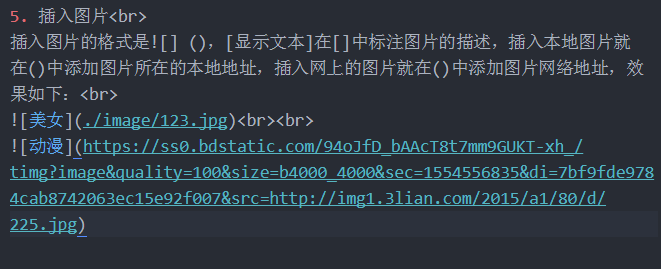 5. 插入图片<br>
插入图片的格式是![] ()，[显示文本]在[]中标注图片的描述，插入本地图片就
在()中添加图片所在的本地地址，插入网上的图片就在()中添加图片网络地址，效
果如下：<br>
![美女](./image/123.jpg)<br><br>
![动漫](https://ss0.bdstatic.com/94oJfD_bAAcT8t7mm9GUKT-xh_/
timg?image&quality=100&size=b4000_4000&sec=1554556835&di=7bf9fde978
4cab8742063ec15e92f007&src=http://img1.3lian.com/2015/a1/80/d/
225.jpg)